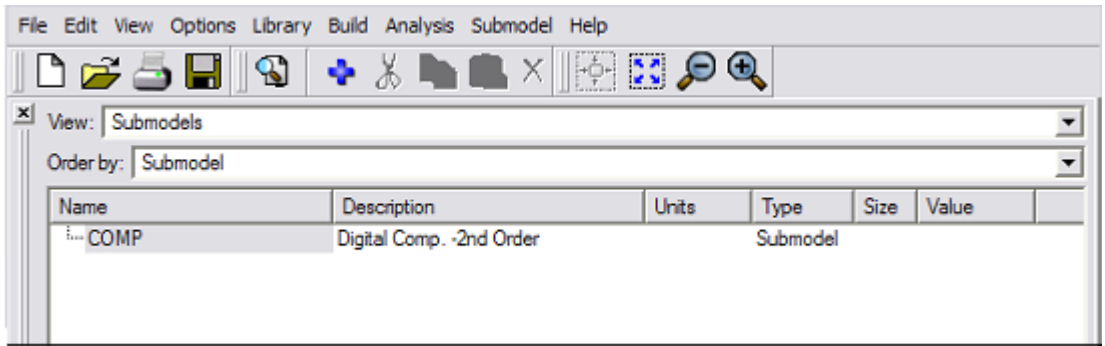 File Edit View Options Library Build Analysis Submodel Help
View: Submodels
Order by: Submodel
Name Description Units Type Size Value
COMP Digital Comp. -2nd Order Submodel